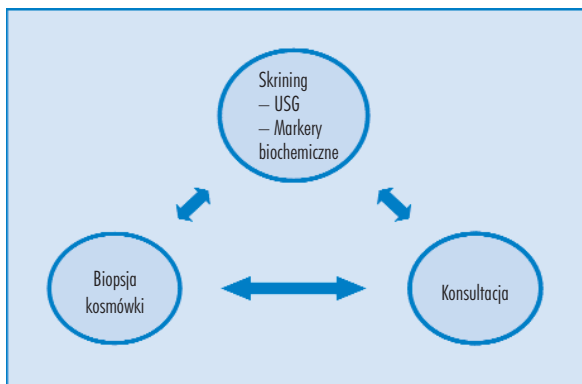 Skrining
– USG
– Markery
biochemiczne
Biopsja
kosmówki
Konsultacja